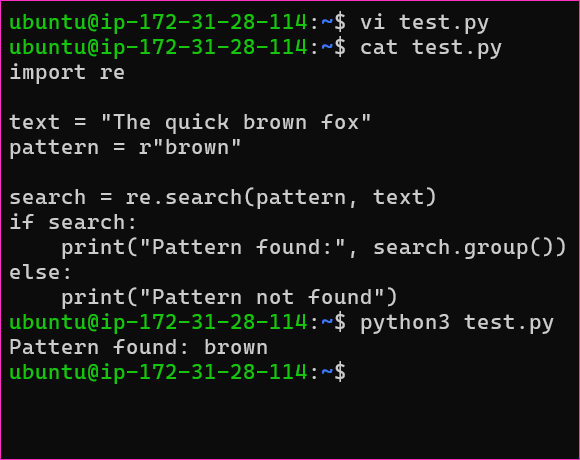 ubuntu@ip-172-31-28-114:~$ vi test.py
ubuntu@ip-172-31-28-114:~$ cat test.py
import re

text = "The quick brown fox"
pattern = r"brown"

search = re.search(pattern, text)
if search:
    print("Pattern found:", search.group())
else:
    print("Pattern not found")
ubuntu@ip-172-31-28-114:~$ python3 test.py
Pattern found: brown
ubuntu@ip-172-31-28-114:~$